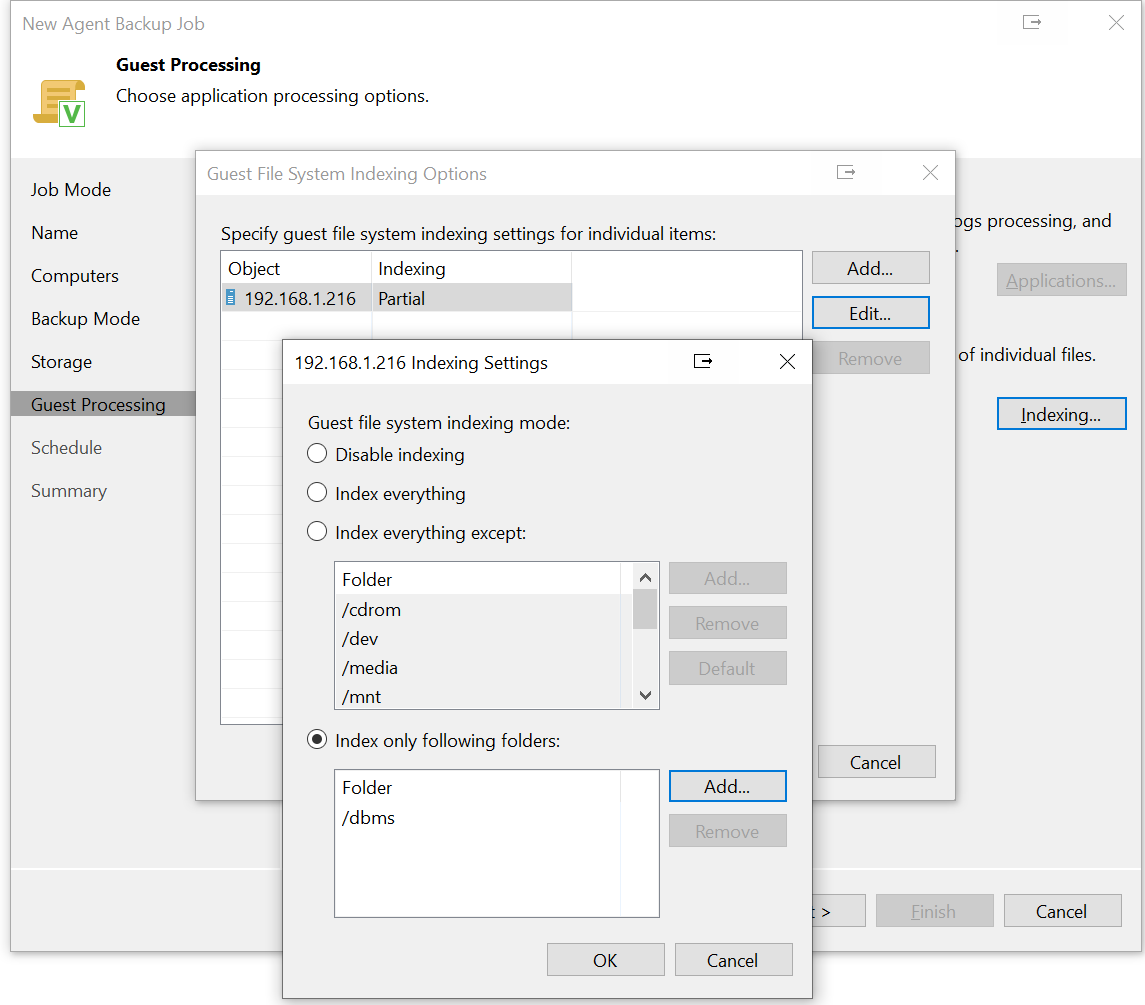 New Agent Backup Job
Guest Processing
Choose application processing options.
V
Job Mode
Name
Computers
Backup Mode
Storage
Guest Processing
Schedule
Summary
processing, and
Applications...
of individual files.
Indexing...
Guest File System Indexing Options
Specify guest file system indexing settings for individual items:
Object Indexing
192.168.1.216 Partial
Add...
Edit...
Remove
Cancel
192.168.1.216 Indexing Settings
Guest file system indexing mode:
Disable indexing
Index everything
Index everything except:
Folder
/cdrom
/dev
/media
/mnt
Add...
Remove
Default
Index only following folders:
Folder
/dbms
Add...
Remove
OK Cancel
> Finish Cancel